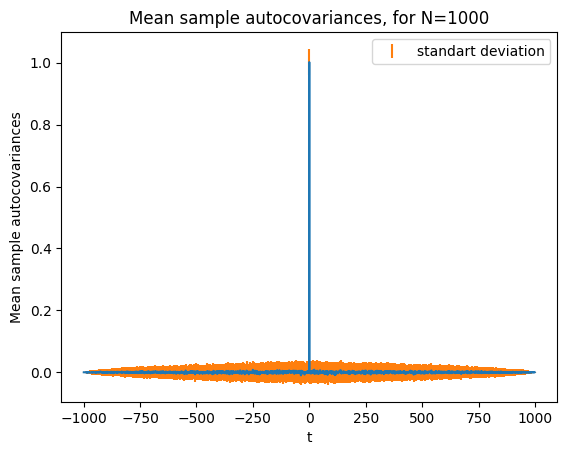 Mean sample autocovariances, for N=1000
standart deviation
Mean sample autocovariances
1.0
0.8
0.6
0.4
0.2
0.0
−1000 −750 −500 −250 0 250 500 750 1000
t